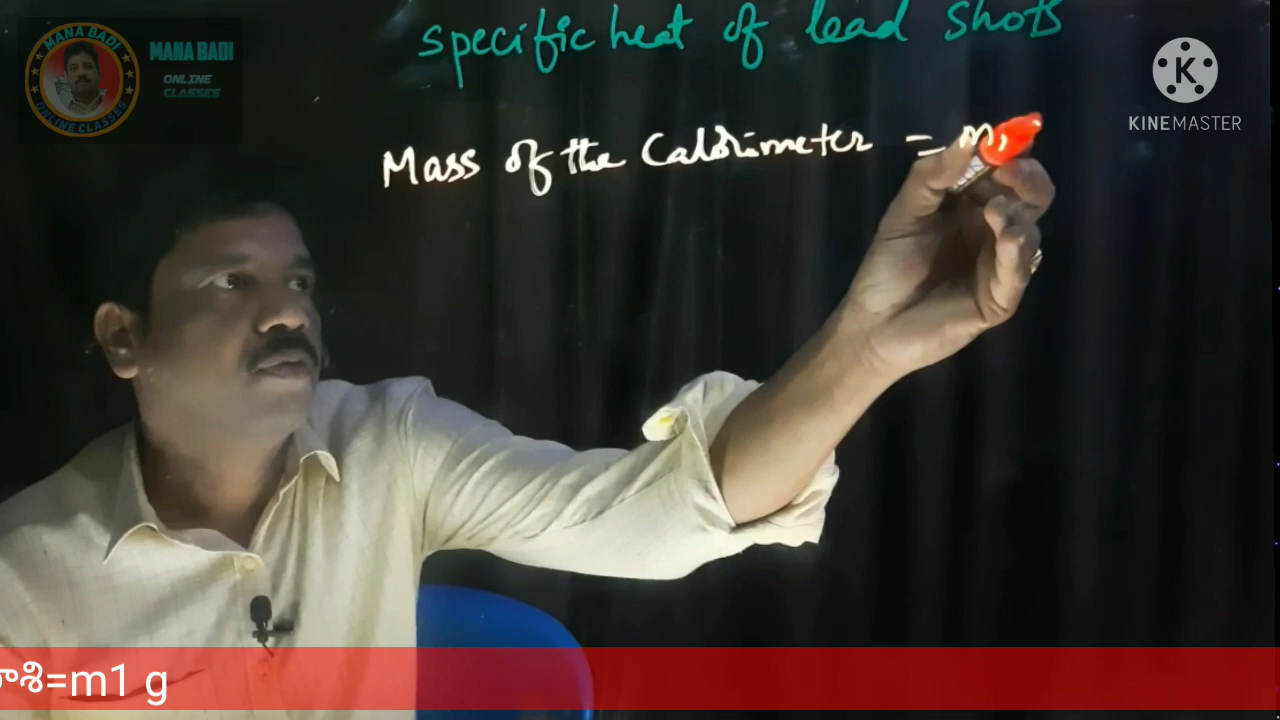 specific heat of lead shots
MANA BADI
ONLINE CLASSES
MANA BADI
ONLINE
CLASSES
K
KINEMASTER
Mass of the Calorimeter = m₁
శి=m1 g